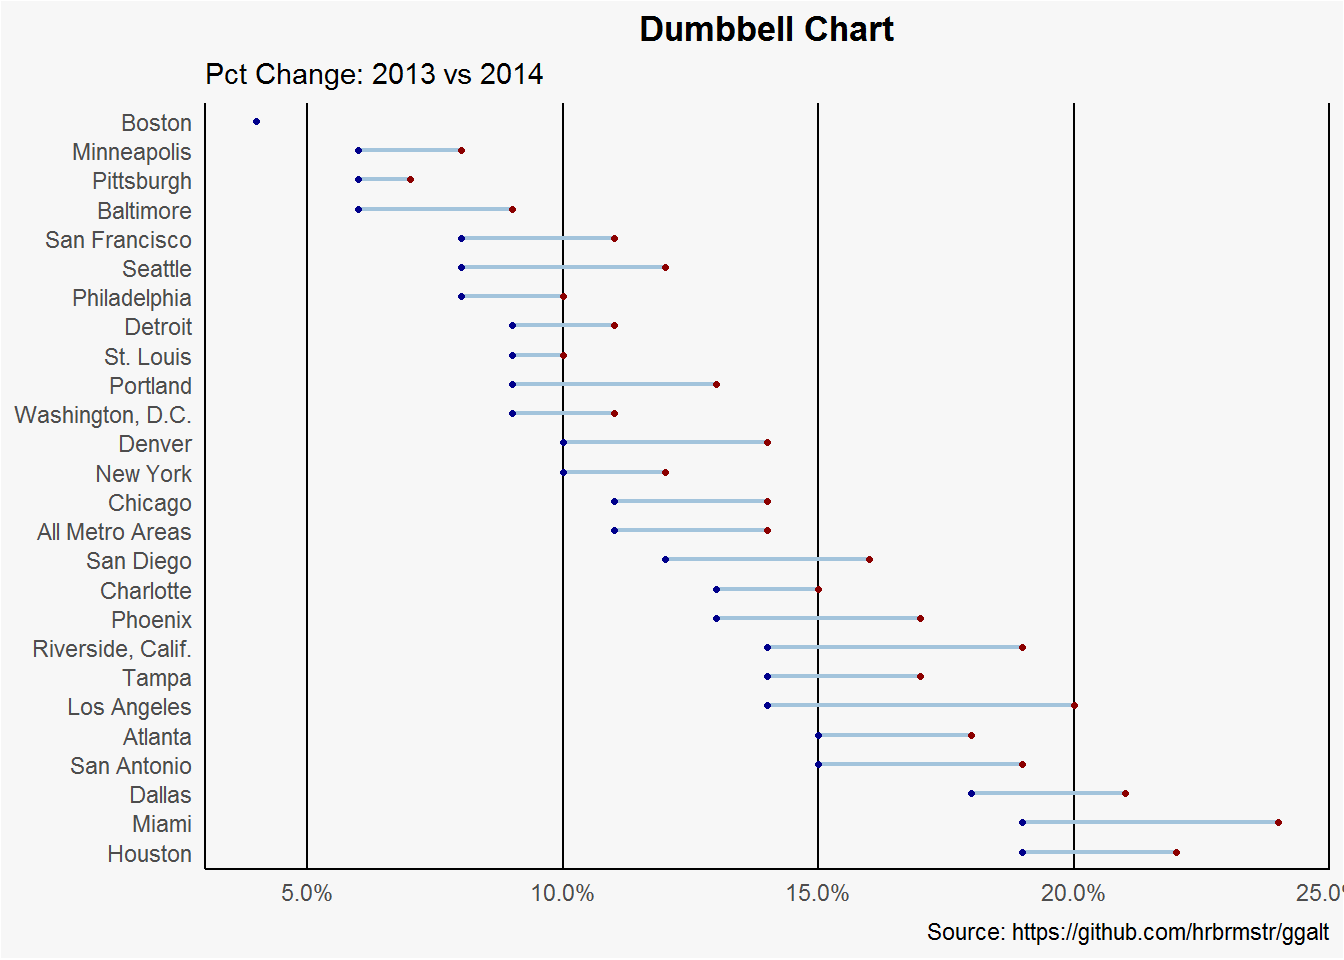 Dumbbell Chart
Pct Change: 2013 vs 2014
Boston
Minneapolis
Pittsburgh
Baltimore
San Francisco
Seattle
Philadelphia
Detroit
St. Louis
Portland
Washington, D.C.
Denver
New York
Chicago
All Metro Areas
San Diego
Charlotte
Phoenix
Riverside, Calif.
Tampa
Los Angeles
Atlanta
San Antonio
Dallas
Miami
Houston
5.0% 10.0% 15.0% 20.0% 25.0%
Source: https://github.com/hrbrmstr/ggalt